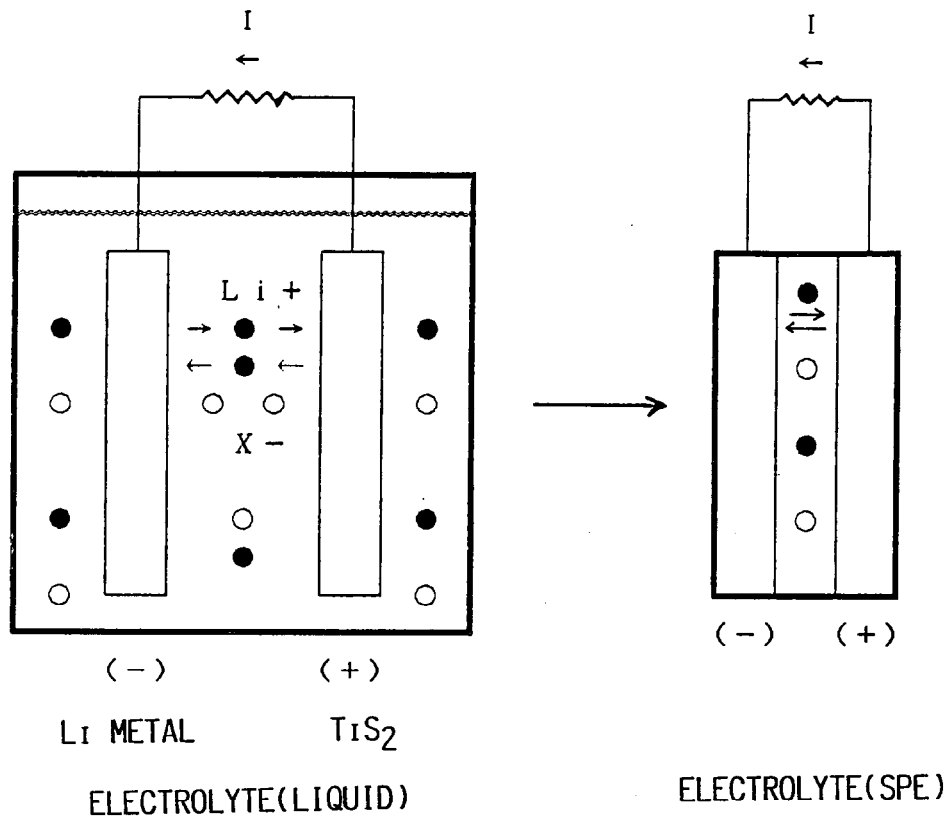 I
←
I
←
L i +
→ ● →
← ● ←
X −
(−)
(+)
(−)
(+)
LI METAL
TIS2
ELECTROLYTE(LIQUID)
ELECTROLYTE(SPE)